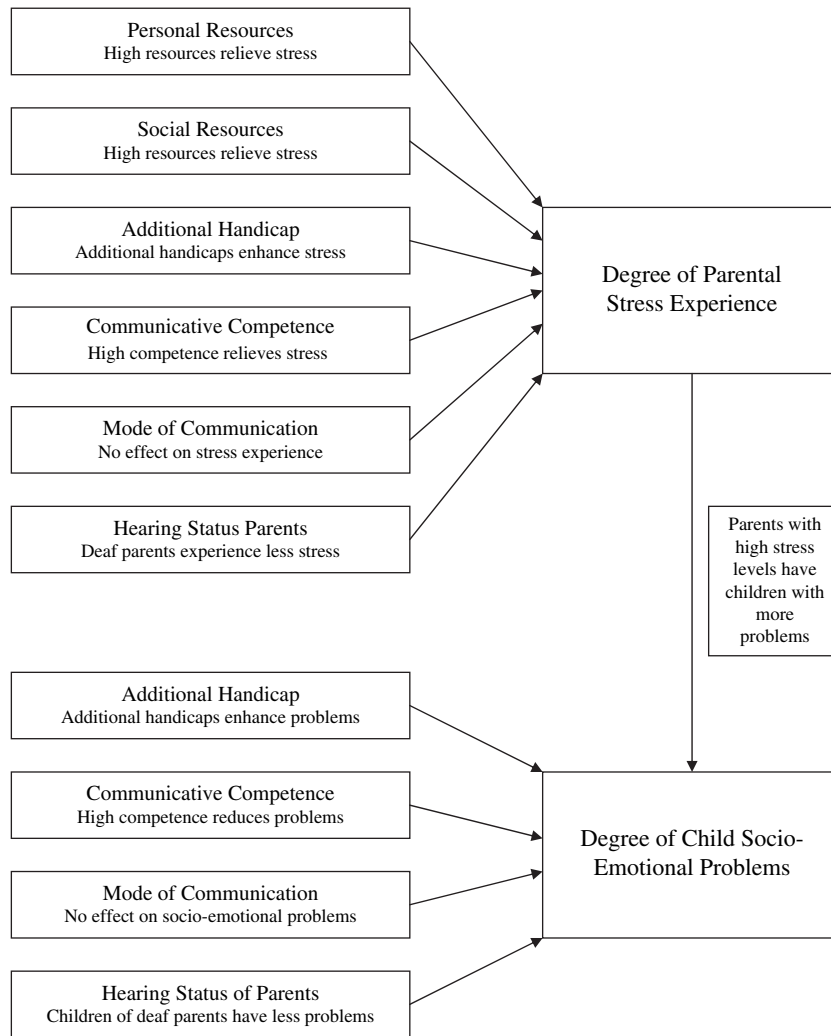 Personal Resources
High resources relieve stress
Social Resources
High resources relieve stress
Additional Handicap
Additional handicaps enhance stress
Communicative Competence
High competence relieves stress
Mode of Communication
No effect on stress experience
Hearing Status Parents
Deaf parents experience less stress
Degree of Parental
Stress Experience
Parents with
high stress
levels have
children with
more
problems
Additional Handicap
Additional handicaps enhance problems
Communicative Competence
High competence reduces problems
Mode of Communication
No effect on socio-emotional problems
Hearing Status of Parents
Children of deaf parents have less problems
Degree of Child Socio-
Emotional Problems